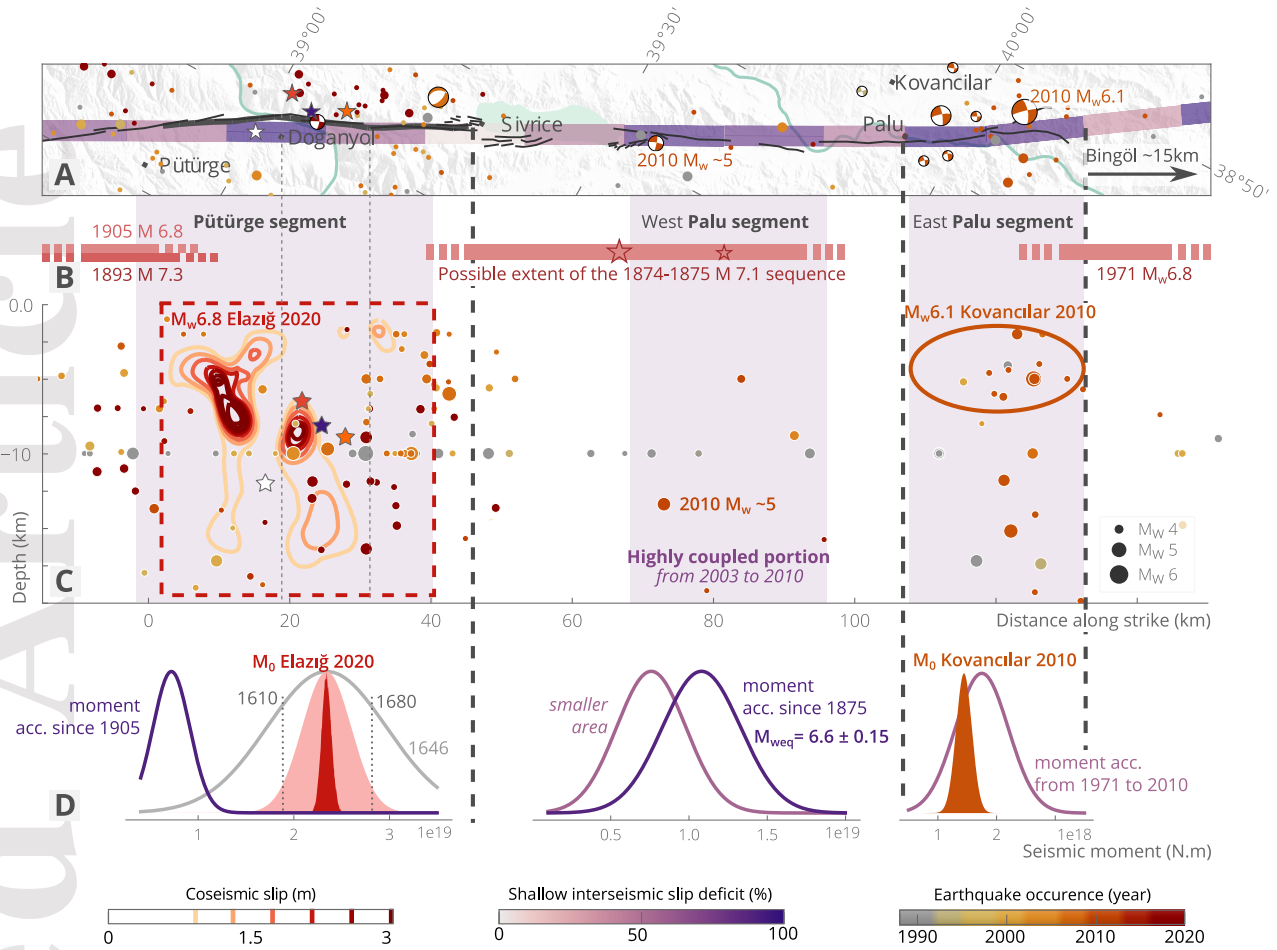 39°00'
39°30'
40°00'
Kovancılar
2010 Mw6.1
Sivrice
Palu
Doganyol
2010 Mw ~5
Bingöl ~15km
Pütürge
38°50'
A
Pütürge segment
West Palu segment
East Palu segment
1905 M 6.8
1893 M 7.3
Possible extent of the 1874-1875 M 7.1 sequence
1971 Mw6.8
B
0.0
Mw6.8 Elazığ 2020
Mw6.1 Kovancılar 2010
−10
2010 Mw ~5
Mw 4
Mw 5
Mw 6
Highly coupled portion
from 2003 to 2010
Depth (km)
C
0
20
40
60
80
100
Distance along strike (km)
M0 Elazığ 2020
M0 Kovancılar 2010
moment
acc. since 1905
1610
1680
1646
smaller
area
moment
acc. since 1875
Mweq= 6.6 ± 0.15
moment acc.
from 1971 to 2010
D
1
2
3
1e19
0.5
1.0
1.5
1e19
1
2
1e18
Seismic moment (N.m)
Coseismic slip (m)
0
1.5
3
Shallow interseismic slip deficit (%)
0
50
100
Earthquake occurence (year)
1990
2000
2010
2020
d Article